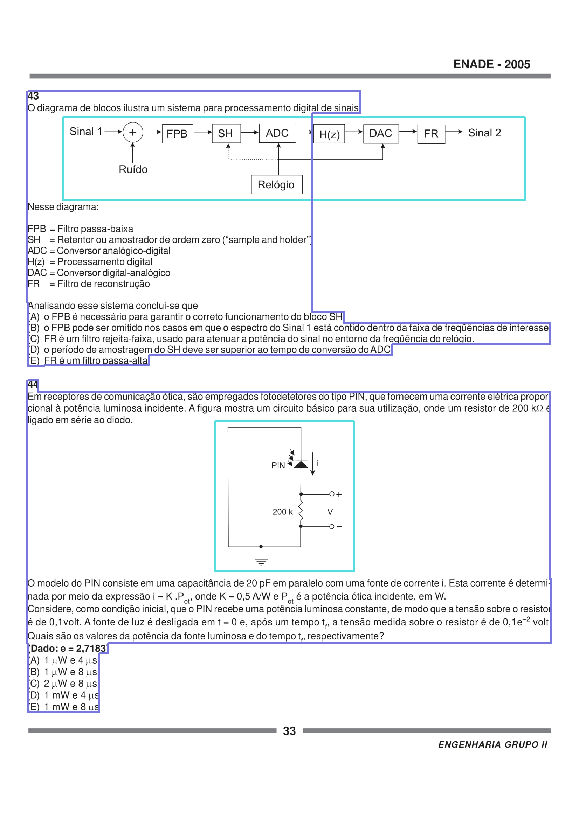 ENADE - 2005
43
O diagrama de blocos ilustra um sistema para processamento digital de sinais.
Sinal 1 + FPB SH ADC H(z) DAC FR Sinal 2
Ruído
Relógio
Nesse diagrama:
FPB = Filtro passa-baixa
SH = Retentor ou amostrador de ordem zero ("sample and holder")
ADC = Conversor analógico-digital
H(z) = Processamento digital
DAC = Conversor digital-analógico
FR = Filtro de reconstrução
Analisando esse sistema conclui-se que
(A) o FPB é necessário para garantir o correto funcionamento do bloco SH.
(B) o FPB pode ser omitido nos casos em que o espectro do Sinal 1 está contido dentro da faixa de freqüências de interesse.
(C) FR é um filtro rejeita-faixa, usado para atenuar a potência do sinal no entorno da freqüência do relógio.
(D) o período de amostragem do SH deve ser superior ao tempo de conversão do ADC.
(E) FR é um filtro passa-alta.
44
Em receptores de comunicação ótica, são empregados fotodetetores do tipo PIN, que fornecem uma corrente elétrica propor-
cional à potência luminosa incidente. A figura mostra um circuito básico para sua utilização, onde um resistor de 200 kΩ é
ligado em série ao diodo.
PIN i
+
200 k V
−
O modelo do PIN consiste em uma capacitância de 20 pF em paralelo com uma fonte de corrente i. Esta corrente é determi-
nada por meio da expressão i = K .Pot, onde K = 0,5 A/W e Pot é a potência ótica incidente, em W.
Considere, como condição inicial, que o PIN recebe uma potência luminosa constante, de modo que a tensão sobre o resistor
é de 0,1volt. A fonte de luz é desligada em t = 0 e, após um tempo tf, a tensão medida sobre o resistor é de 0,1e−2 volt.
Quais são os valores da potência da fonte luminosa e do tempo tf, respectivamente?
(Dado: e = 2,7183)
(A) 1 μW e 4 μs
(B) 1 μW e 8 μs
(C) 2 μW e 8 μs
(D) 1 mW e 4 μs
(E) 1 mW e 8 μs
33
ENGENHARIA GRUPO II